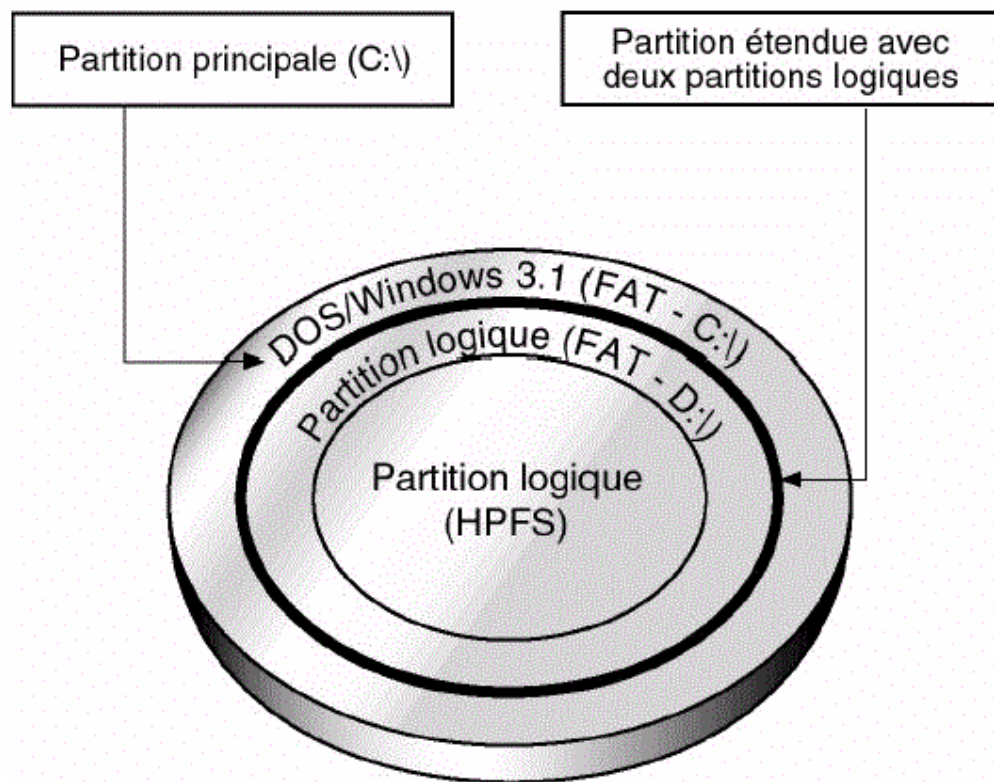 Partition principale (C:\)
Partition étendue avec
deux partitions logiques
DOS/Windows 3.1 (FAT - C:\)
Partition logique (FAT - D:\)
Partition logique
(HPFS)